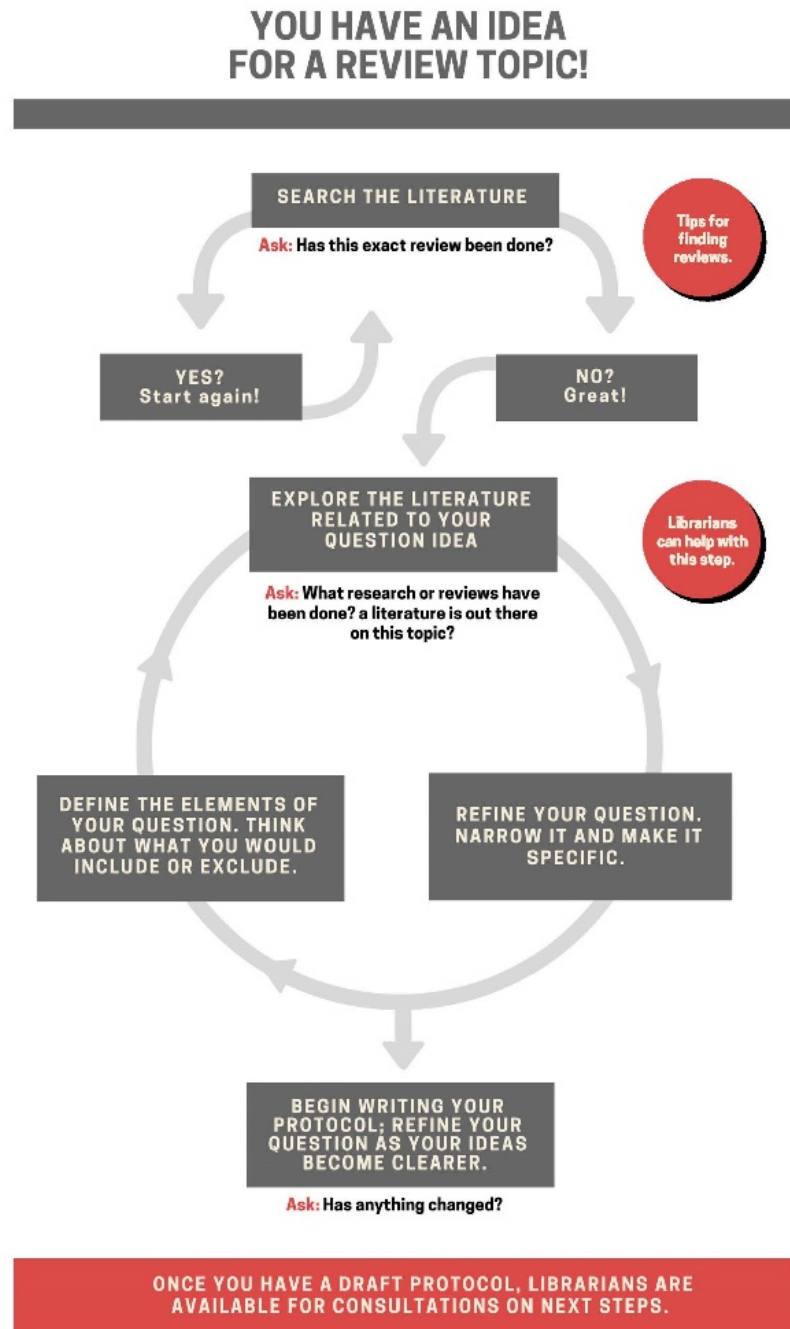 YOU HAVE AN IDEA
FOR A REVIEW TOPIC!
SEARCH THE LITERATURE
Ask: Has this exact review been done?
Tips for
finding
reviews.
YES?
Start again!
NO?
Great!
EXPLORE THE LITERATURE
RELATED TO YOUR
QUESTION IDEA
Ask: What research or reviews have
been done? a literature is out there
on this topic?
Librarians
can help with
this step.
DEFINE THE ELEMENTS OF
YOUR QUESTION. THINK
ABOUT WHAT YOU WOULD
INCLUDE OR EXCLUDE.
REFINE YOUR QUESTION.
NARROW IT AND MAKE IT
SPECIFIC.
BEGIN WRITING YOUR
PROTOCOL; REFINE YOUR
QUESTION AS YOUR IDEAS
BECOME CLEARER.
Ask: Has anything changed?
ONCE YOU HAVE A DRAFT PROTOCOL, LIBRARIANS ARE
AVAILABLE FOR CONSULTATIONS ON NEXT STEPS.